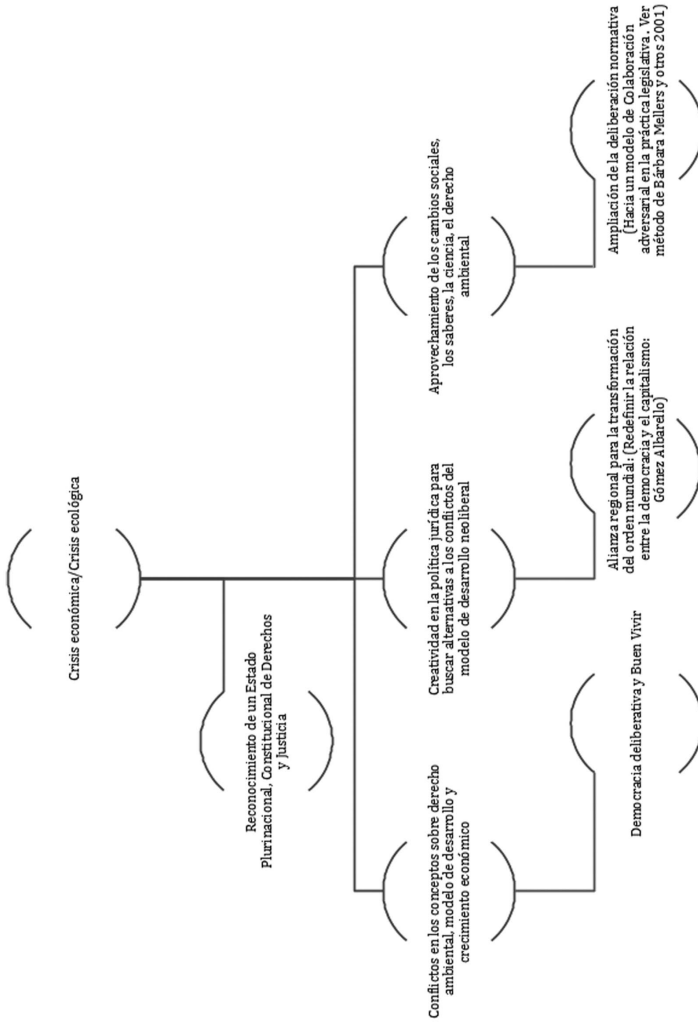 Crisis económica/Crisis ecológica
Reconocimiento de un Estado
Plurinacional, Constitucional de Derechos
y Justicia
Conflictos en los conceptos sobre derecho
ambiental, modelo de desarrollo y
crecimiento económico
Creatividad en la política jurídica para
buscar alternativas a los conflictos del
modelo de desarrollo neoliberal
Aprovechamiento de los cambios sociales,
los saberes, la ciencia, el derecho
ambiental
Democracia deliberativa y Buen Vivir
Alianza regional para la transformación
del orden mundial: (Redefinir la relación
entre la democracia y el capitalismo:
Gómez Albarello)
Ampliación de la deliberación normativa
(Hacia un modelo de Colaboración
adversarial en la práctica legislativa. Ver
método de Bárbara Mellers y otros 2001)